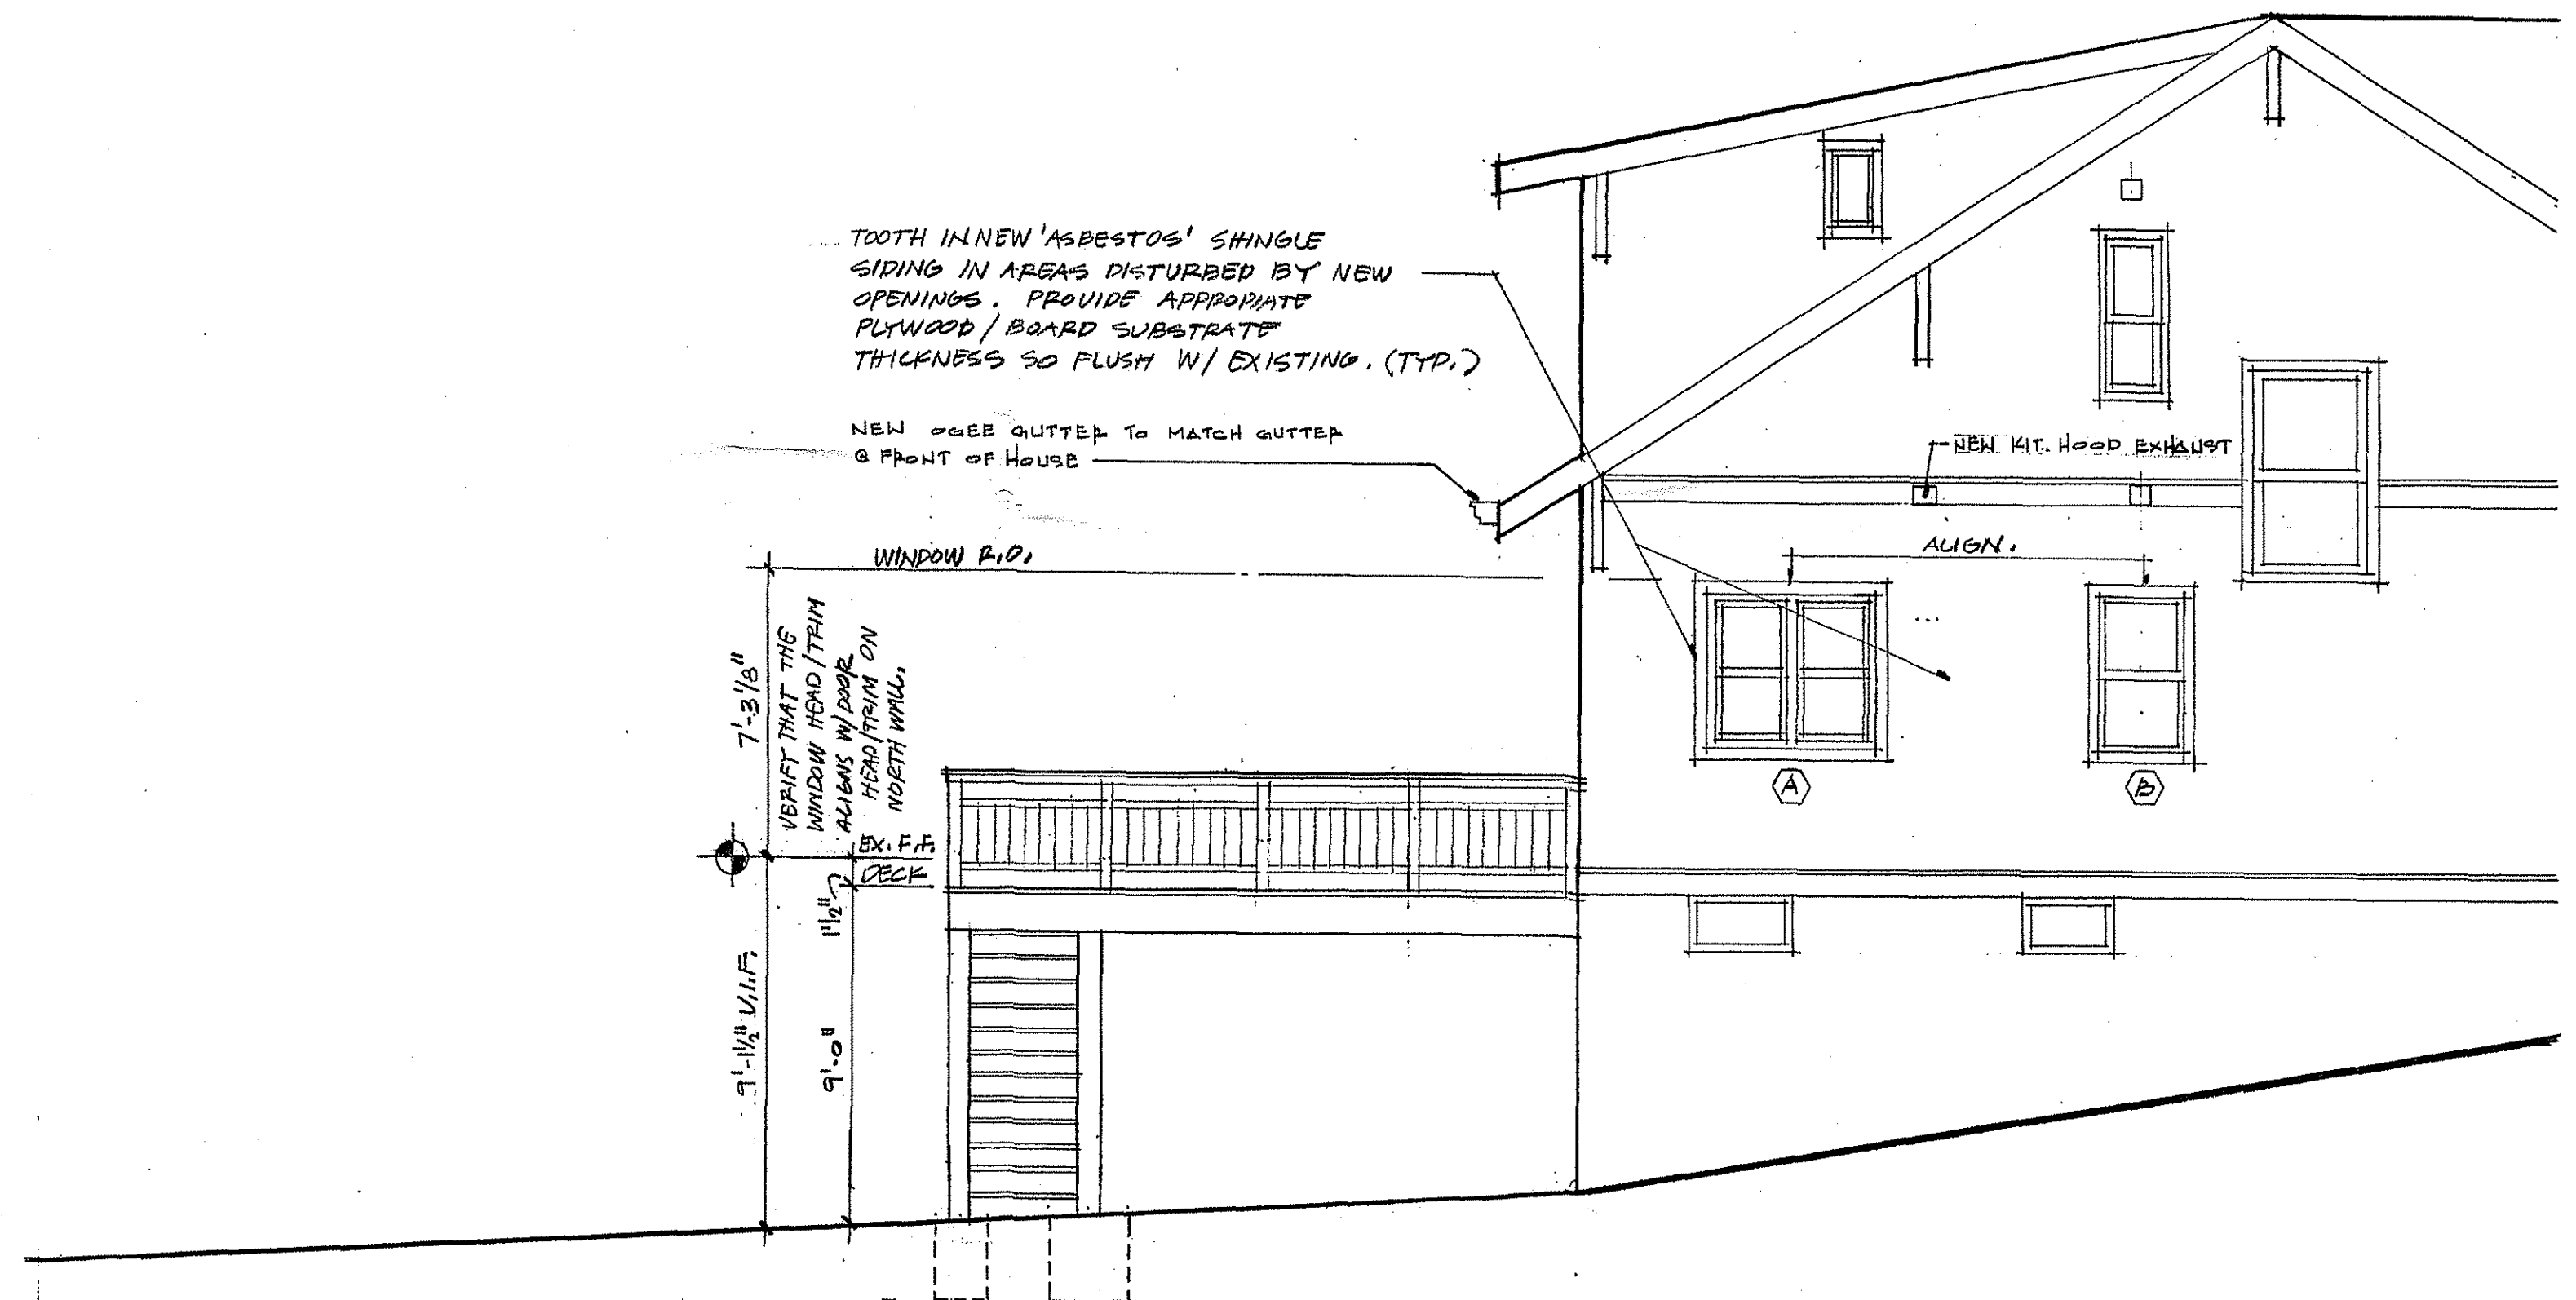 TOOTH IN NEW 'ASBESTOS' SHINGLE
SIDING IN AREAS DISTURBED BY NEW
OPENINGS. PROVIDE APPROPIATE
PLYWOOD/BOARD SUBSTRATE
THICKNESS SO FLUSH W/ EXISTING. (TYP.)
NEW OGEE GUTTER TO MATCH GUTTER
@ FRONT OF HOUSE
NEW KIT. HOOD EXHAUST
WINDOW R.O.
ALIGN.
7'-3 1/8"
VERIFY THAT THE
WINDOW HEAD/TRIM
ALIGNS W/ DOOR
HEAD/TRIM ON
NORTH WALL.
A
B
EX. F.F.
DECK
1 1/2"
9'-1 1/2" V.I.F.
9'-0"